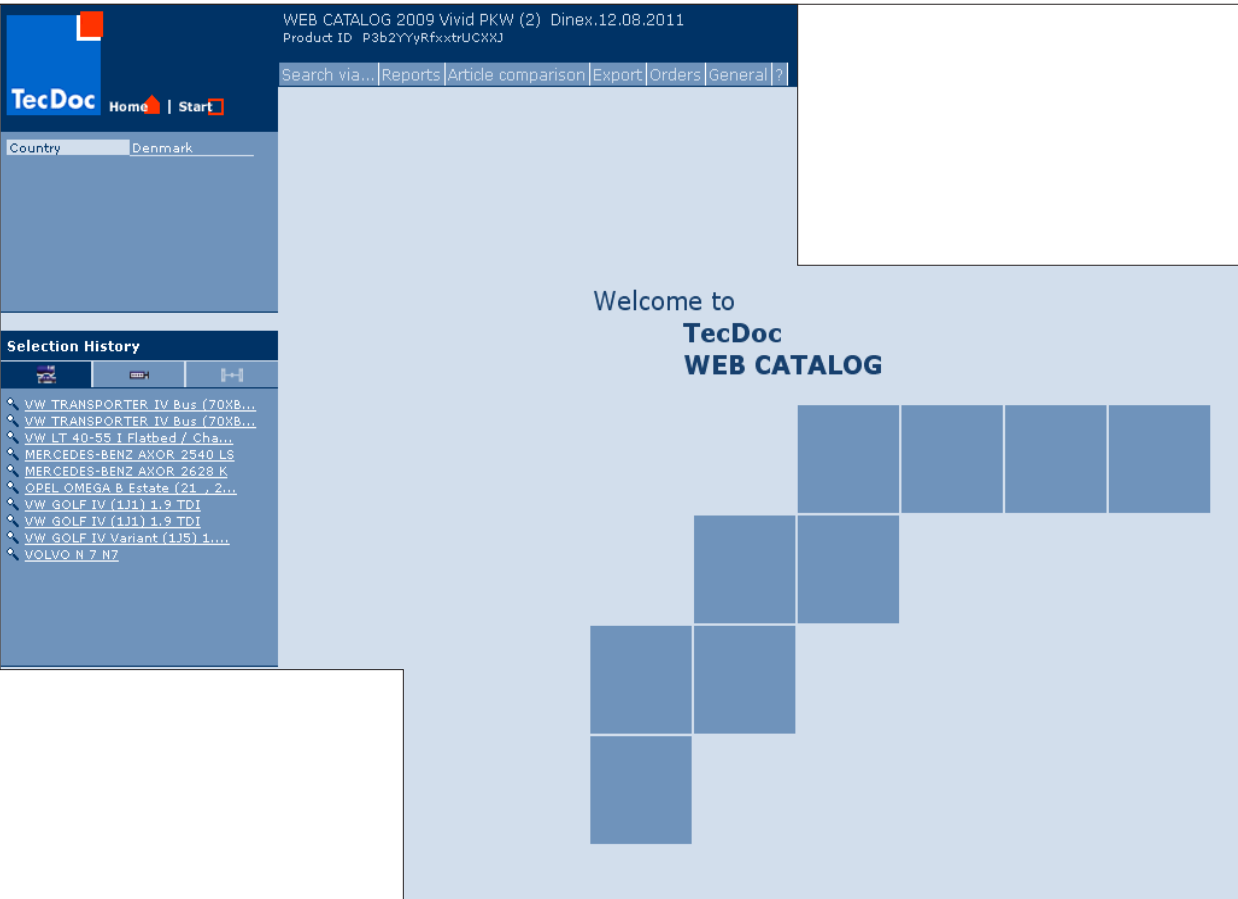 WEB CATALOG 2009 Vivid PKW (2) Dinex.12.08.2011
Product ID P3b2YYyRfxxtrUCXXJ
Search via... Reports Article comparison Export Orders General ?
TecDoc Home | Start
Country Denmark
Welcome to
TecDoc
WEB CATALOG
Selection History
VW TRANSPORTER IV Bus (70XB...
VW TRANSPORTER IV Bus (70XB...
VW LT 40-55 I Flatbed / Cha...
MERCEDES-BENZ AXOR 2540 LS
MERCEDES-BENZ AXOR 2628 K
OPEL OMEGA B Estate (21_, 2...
VW GOLF IV (1J1) 1.9 TDI
VW GOLF IV (1J1) 1.9 TDI
VW GOLF IV Variant (1J5) 1....
VOLVO N 7 N7